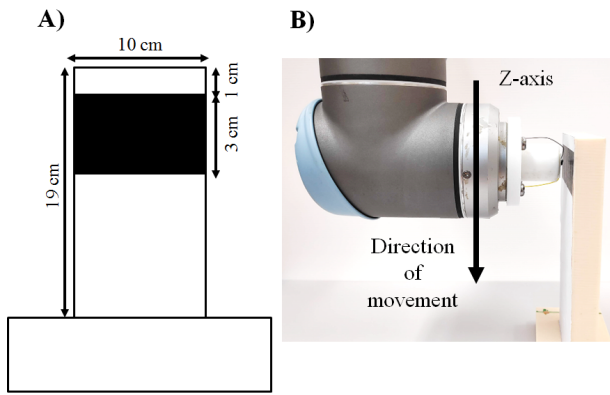 A)
10 cm
1 cm
3 cm
19 cm
B)
Z-axis
Direction
of
movement